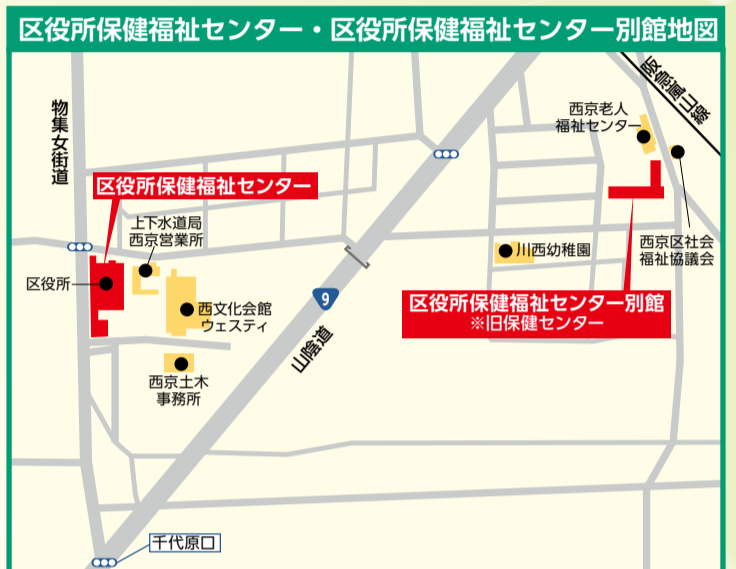 区役所保健福祉センター・区役所保健福祉センター別館地図
物集女街道
阪急嵐山線
西京老人
福祉センター
区役所保健福祉センター
上下水道局
西京営業所
区役所
西文化会館
ウェスティ
西京土木
事務所
川西幼稚園
西京区社会
福祉協議会
区役所保健福祉センター別館
※旧保健センター
9
山陰道
千代原口